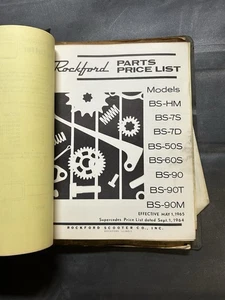 Rockford PARTS
PRICE LIST
Models
BS-HM
BS-7S
BS-7D
BS-50S
BS-60S
BS-90
BS-90T
BS-90M
EFFECTIVE MAY 1, 1965
Supercedes Price List dated Sept. 1, 1964
ROCKFORD SCOOTER CO., INC.